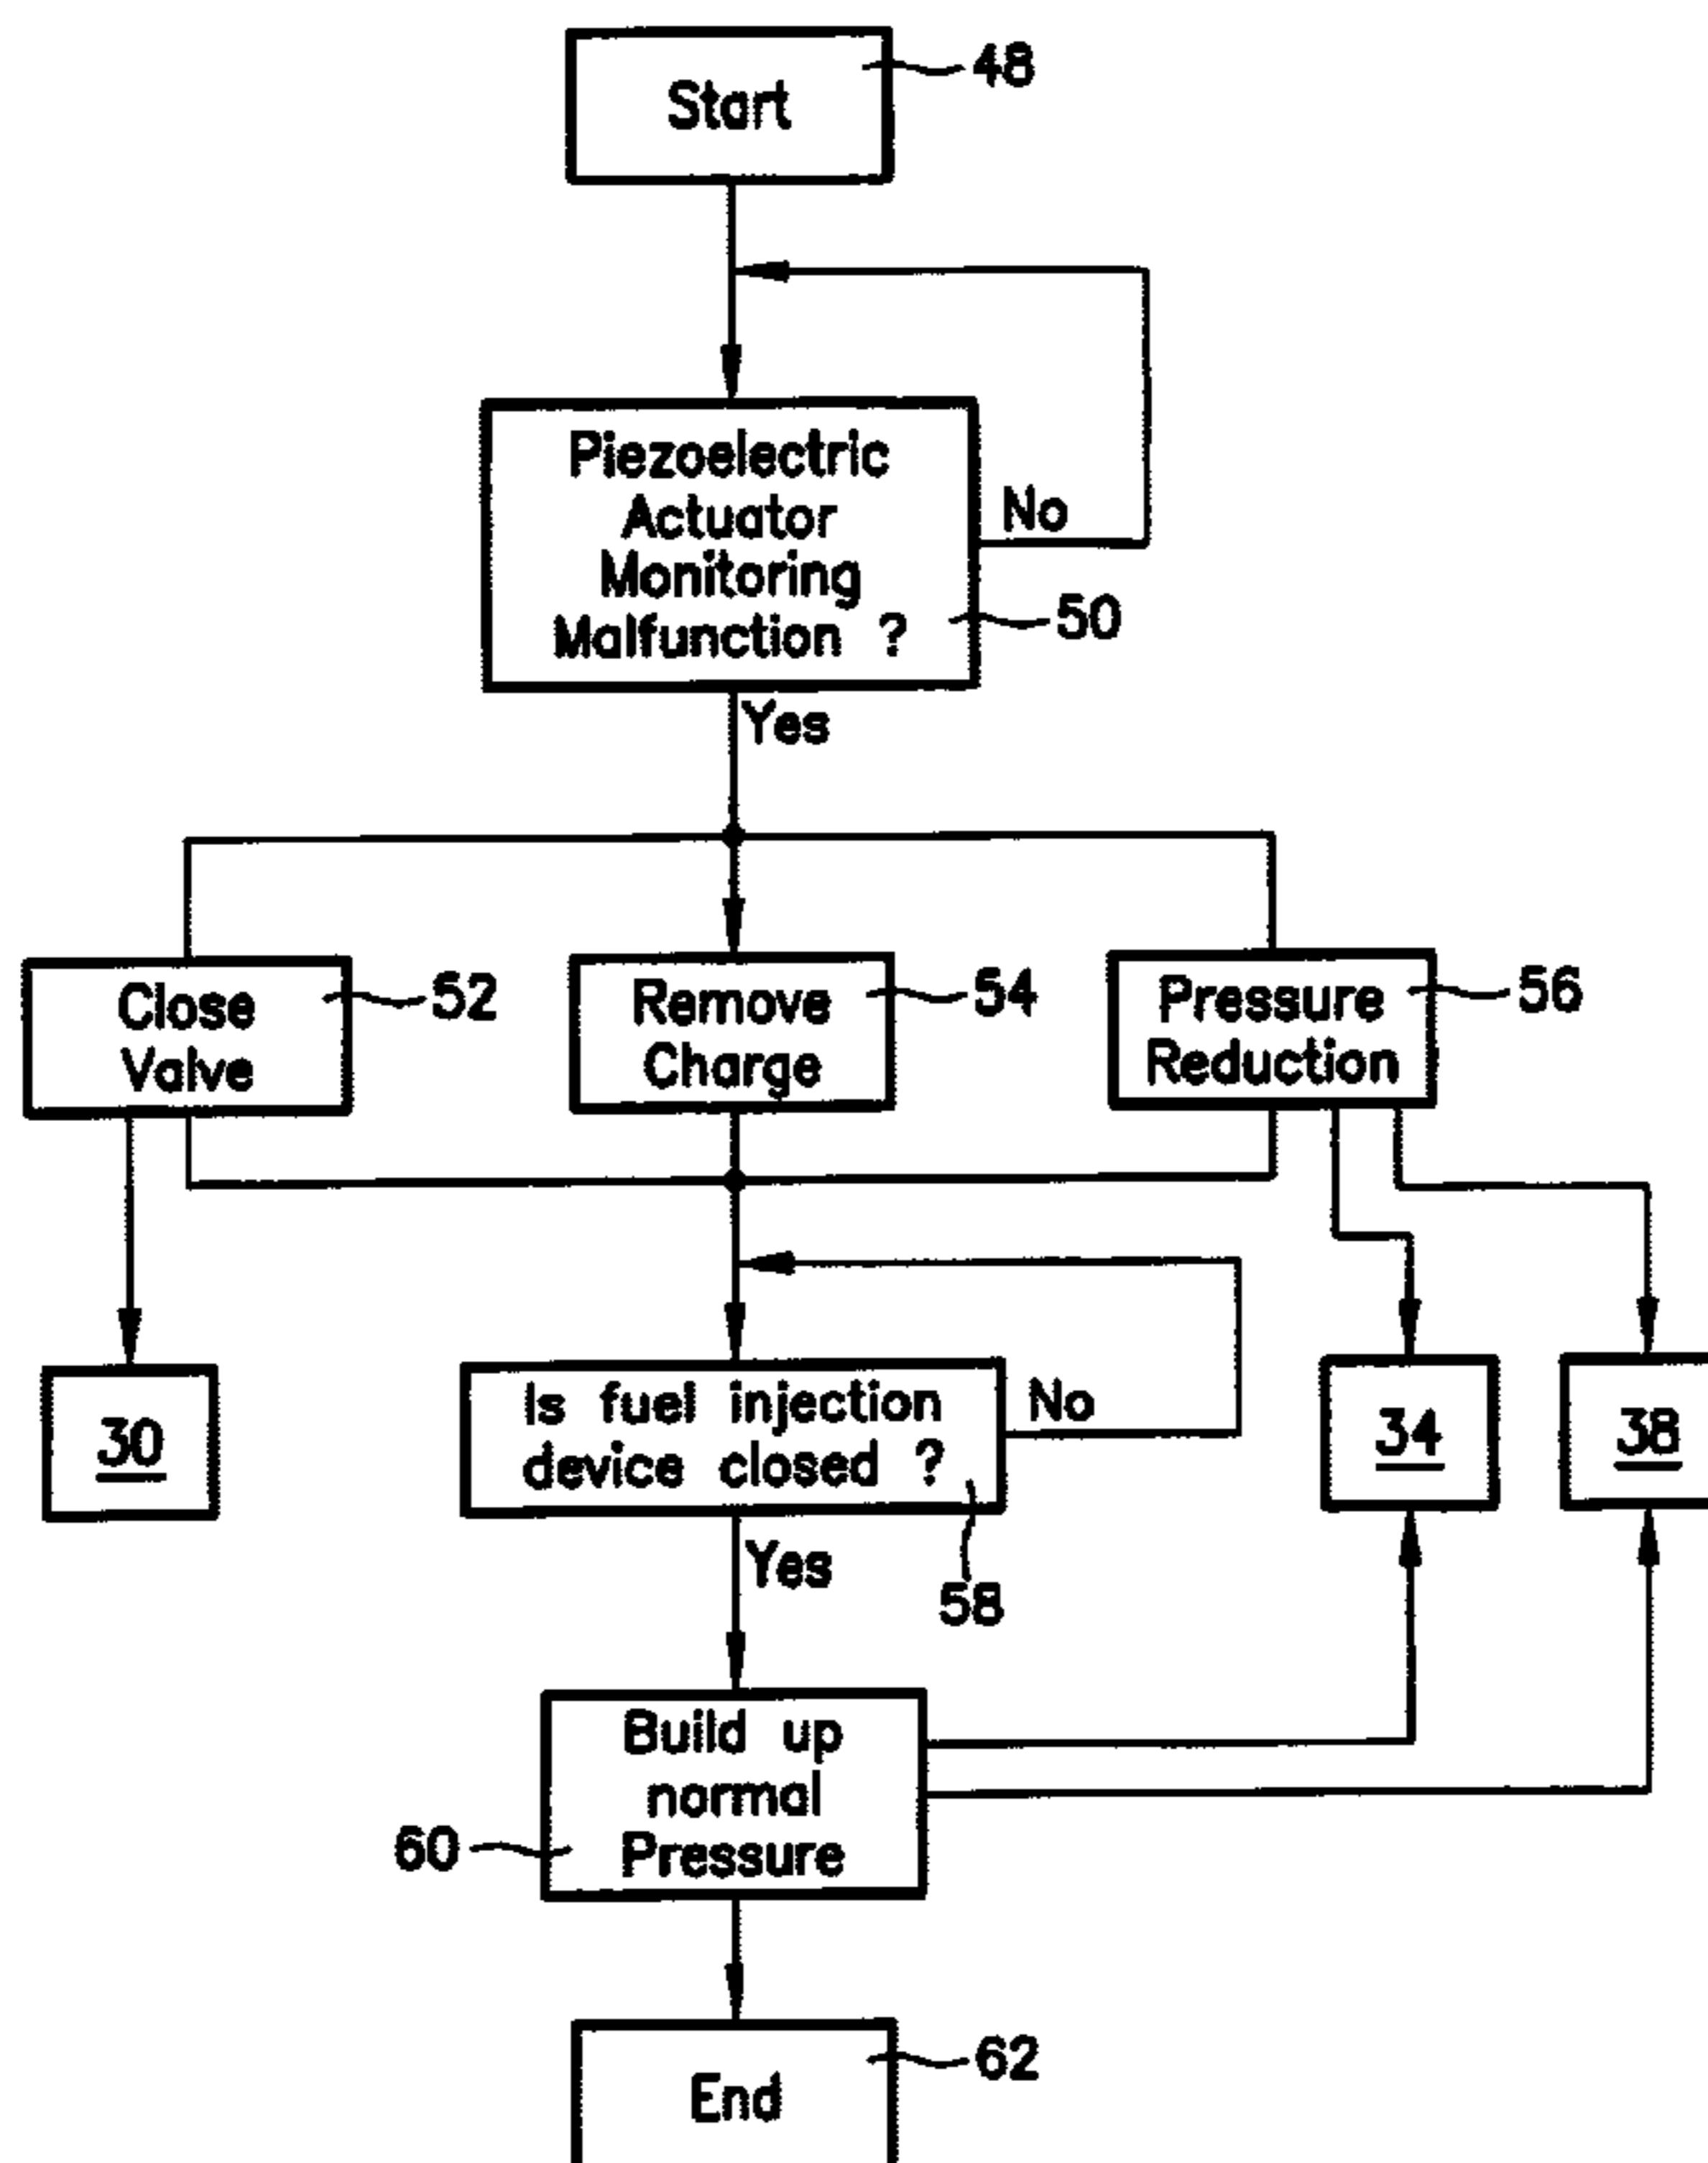 Start
48
Piezoelectric
Actuator
Monitoring
Malfunction ?
No
50
Yes
Close
Valve
52
Remove
Charge
54
Pressure
Reduction
56
30
Is fuel injection
device closed ?
No
58
34
38
Yes
Build up
normal
Pressure
60
End
62